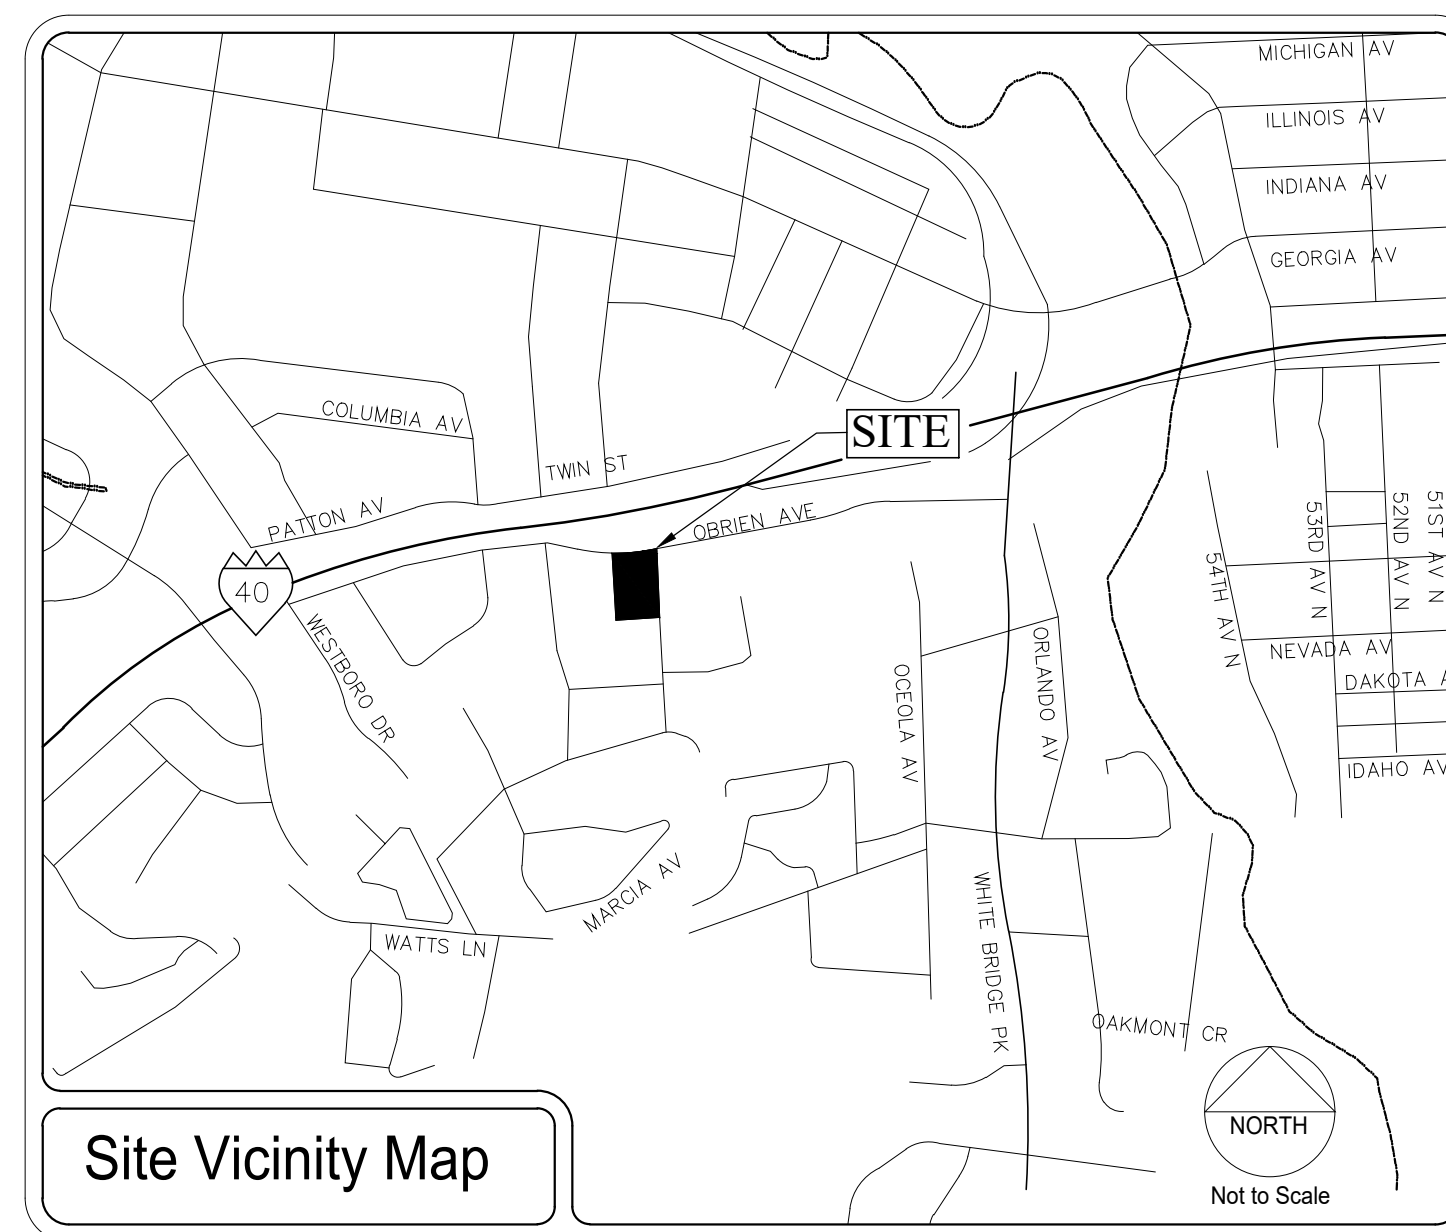 MICHIGAN AV
ILLINOIS AV
INDIANA AV
GEORGIA AV
COLUMBIA AV
SITE
TWIN ST
PATTON AV
OBRIEN AVE
40
WESTBORO DR
53RD AV N
52ND AV N
51ST AV N
54TH AV N
NEVADA AV
DAKOTA A
IDAHO AV
OCEOLA AV
ORLANDO AV
MARCIA AV
WATTS LN
WHITE BRIDGE PK
OAKMONT CR
NORTH
Not to Scale
Site Vicinity Map